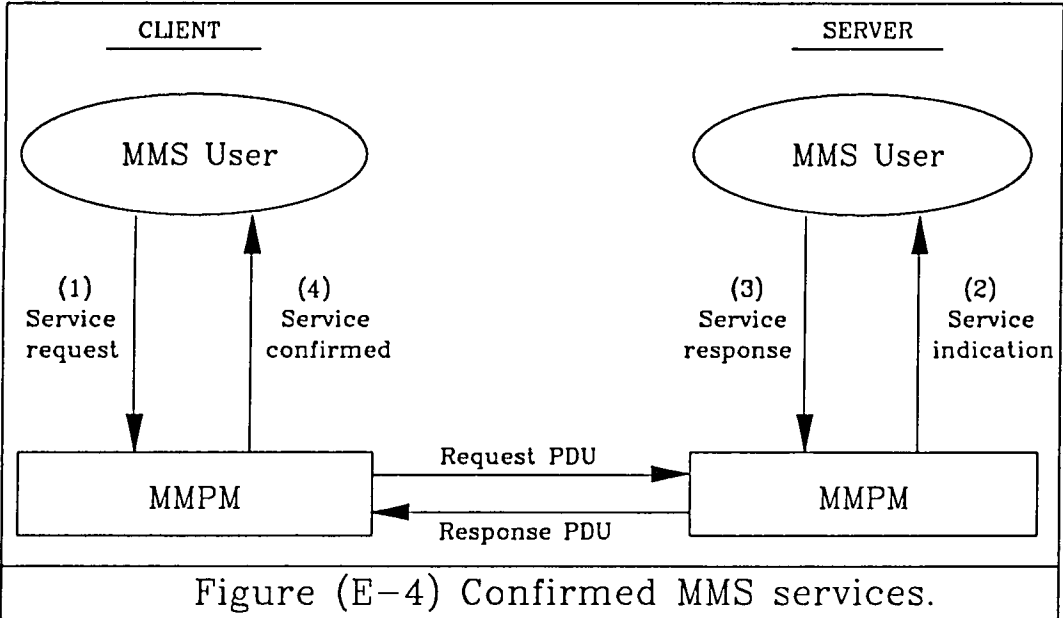 CLIENT
SERVER
MMS User
MMS User
(1)
Service
request
(4)
Service
confirmed
(3)
Service
response
(2)
Service
indication
MMPM
Request PDU
Response PDU
MMPM
Figure (E-4) Confirmed MMS services.